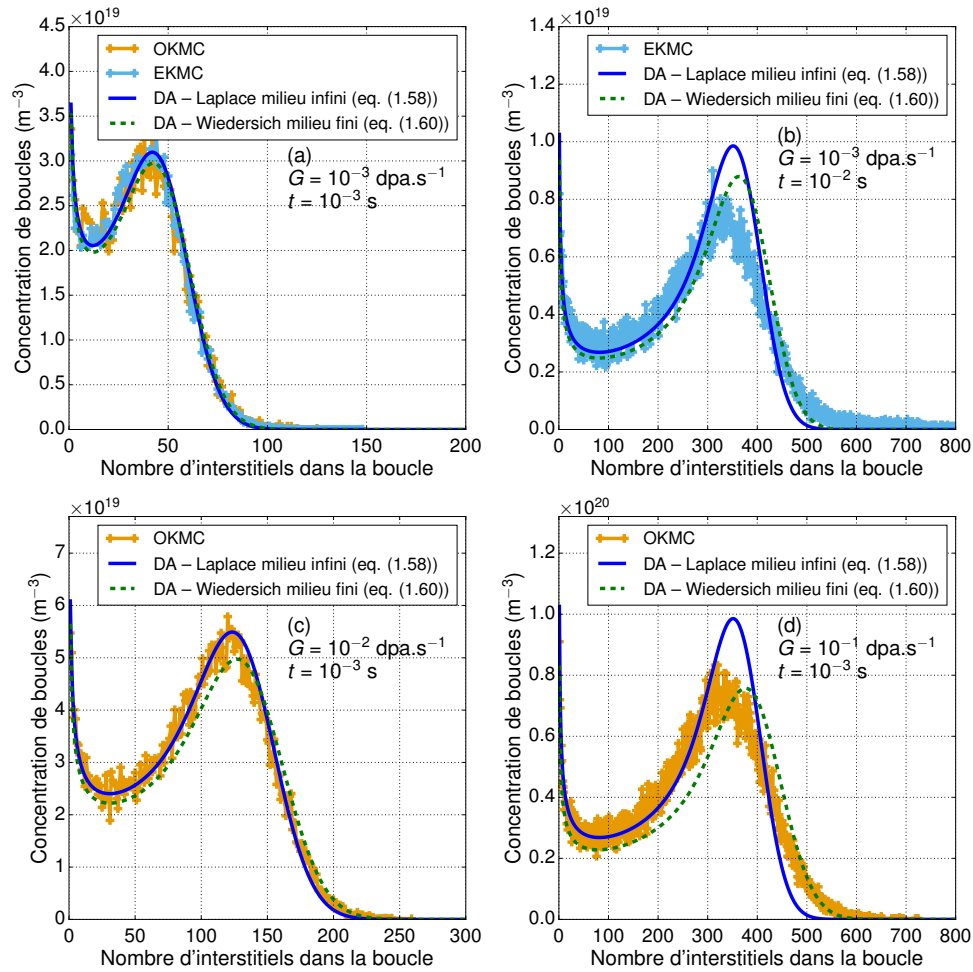 ×10¹⁹
4.5
4.0
3.5
3.0
2.5
2.0
1.5
1.0
0.5
0.0
0 50 100 150 200
Concentration de boucles (m⁻³)
Nombre d'interstitiels dans la boucle
OKMC
EKMC
DA – Laplace milieu infini (eq. (1.58))
DA – Wiedersich milieu fini (eq. (1.60))
(a)
G = 10⁻³ dpa.s⁻¹
t = 10⁻³ s
×10¹⁹
1.4
1.2
1.0
0.8
0.6
0.4
0.2
0.0
0 100 200 300 400 500 600 700 800
Concentration de boucles (m⁻³)
Nombre d'interstitiels dans la boucle
EKMC
DA – Laplace milieu infini (eq. (1.58))
DA – Wiedersich milieu fini (eq. (1.60))
(b)
G = 10⁻³ dpa.s⁻¹
t = 10⁻² s
×10¹⁹
7
6
5
4
3
2
1
0
0 50 100 150 200 250 300
Concentration de boucles (m⁻³)
Nombre d'interstitiels dans la boucle
OKMC
DA – Laplace milieu infini (eq. (1.58))
DA – Wiedersich milieu fini (eq. (1.60))
(c)
G = 10⁻² dpa.s⁻¹
t = 10⁻³ s
×10²⁰
1.2
1.0
0.8
0.6
0.4
0.2
0.0
0 100 200 300 400 500 600 700 800
Concentration de boucles (m⁻³)
Nombre d'interstitiels dans la boucle
OKMC
DA – Laplace milieu infini (eq. (1.58))
DA – Wiedersich milieu fini (eq. (1.60))
(d)
G = 10⁻¹ dpa.s⁻¹
t = 10⁻³ s